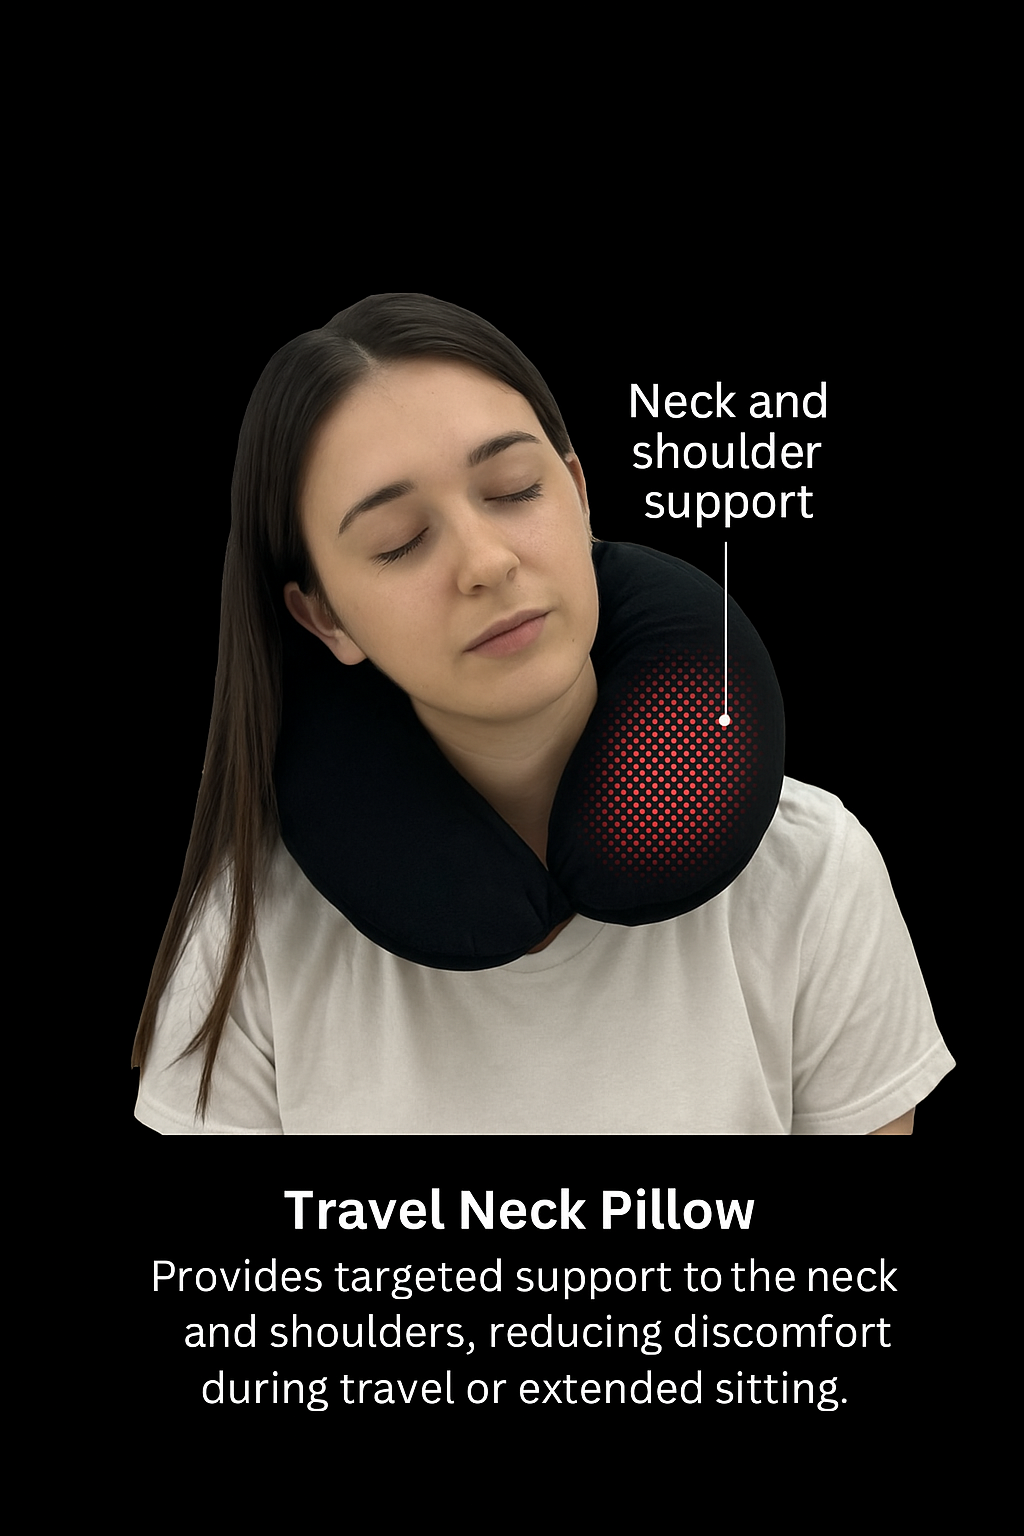 Neck and
shoulder
support
Travel Neck Pillow
Provides targeted support to the neck
and shoulders, reducing discomfort
during travel or extended sitting.